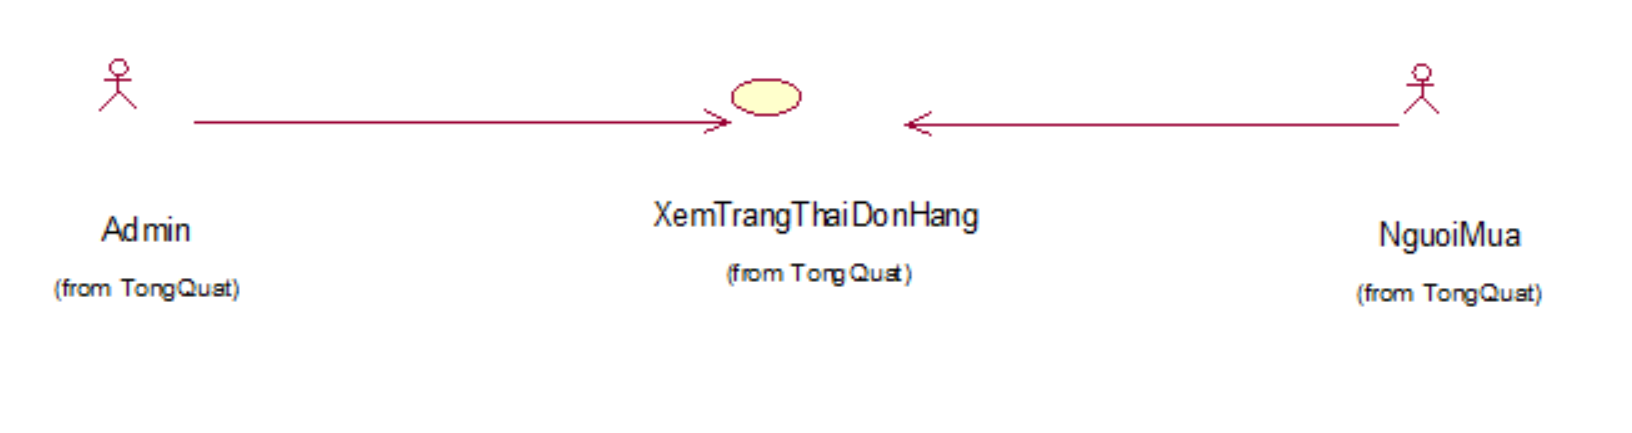 Admin
(from TongQuat)
XemTrangThaiDonHang
(from TongQuat)
NguoiMua
(from TongQuat)